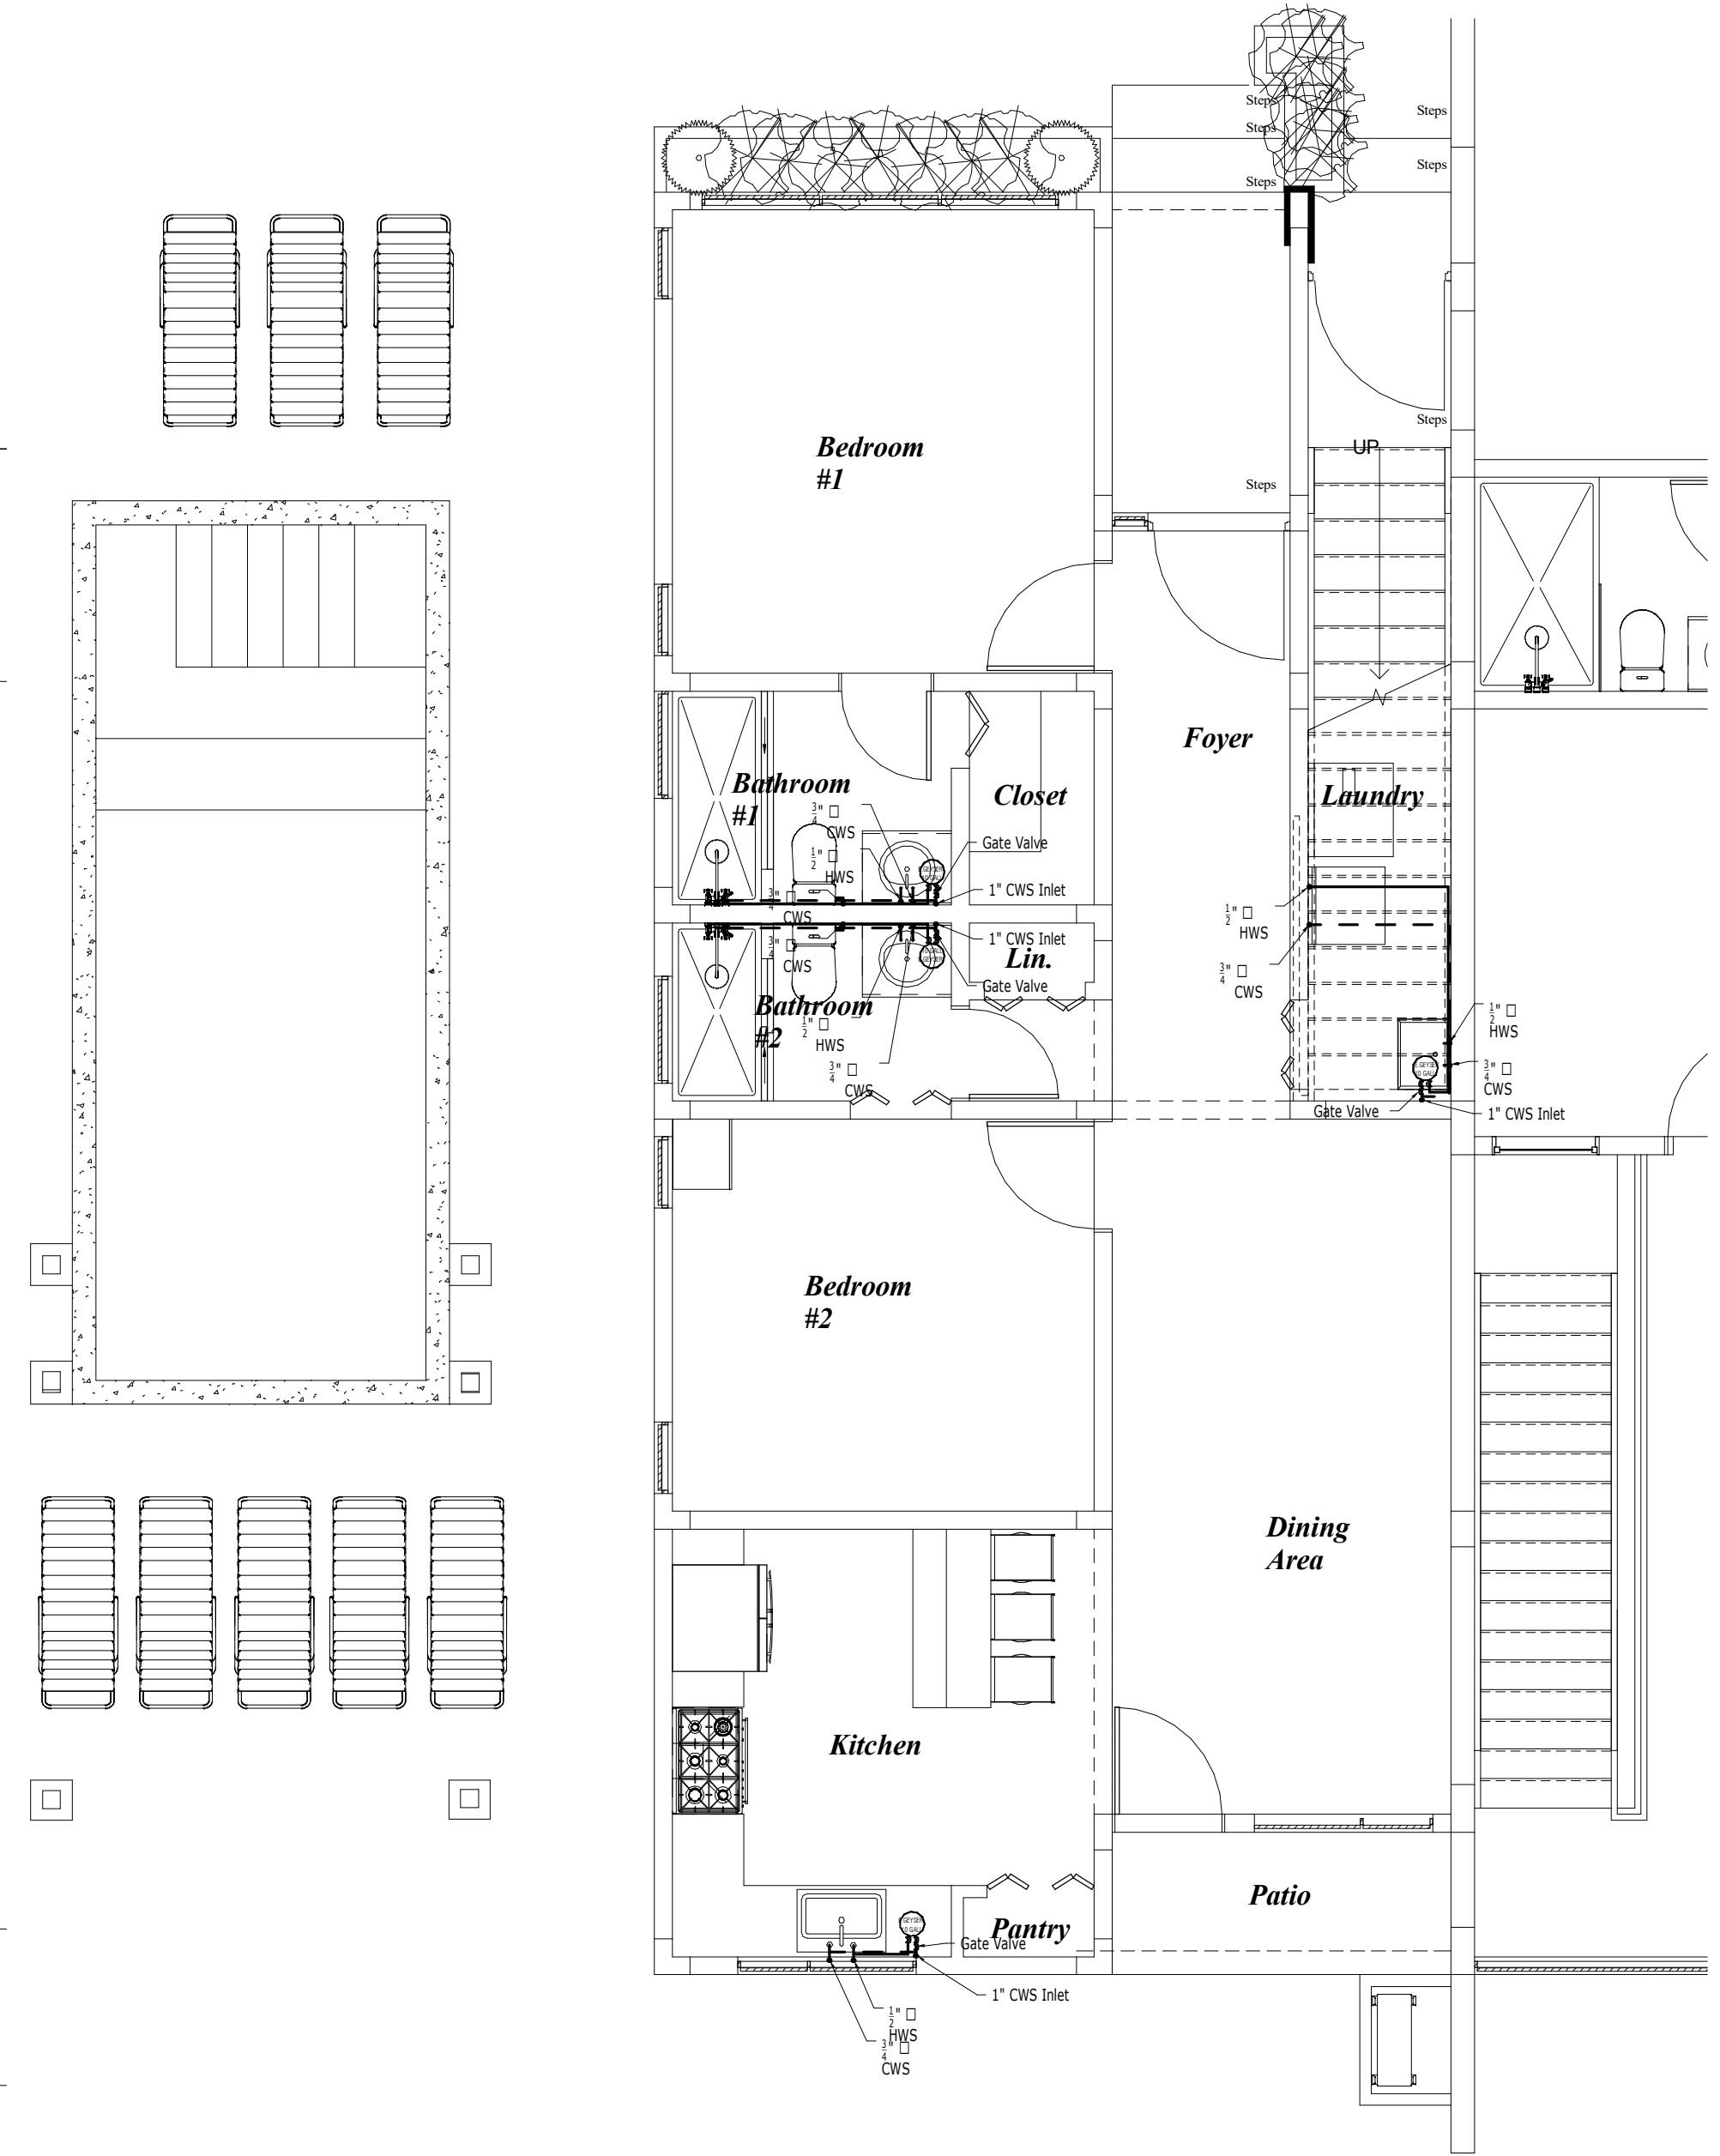 Steps
Steps
Steps
Steps
Steps
Steps
UP
Steps
Bedroom
#1
Foyer
Bathroom
#1
Closet
Laundry
3/4" □
CWS
Gate Valve
1/2" □
HWS
1" CWS Inlet
3/4" □
CWS
1/2" □
HWS
1" CWS Inlet
3/4" □
CWS
Lin.
3/4" □
CWS
Gate Valve
Bathroom
#2
1/2" □
HWS
3/4" □
CWS
1/2" □
HWS
3/4" □
CWS
E.GEYSER
10 GALL
Gate Valve
1" CWS Inlet
Bedroom
#2
Dining
Area
Kitchen
Patio
Pantry
Gate Valve
1" CWS Inlet
1/2" □
HWS
3/4" □
CWS